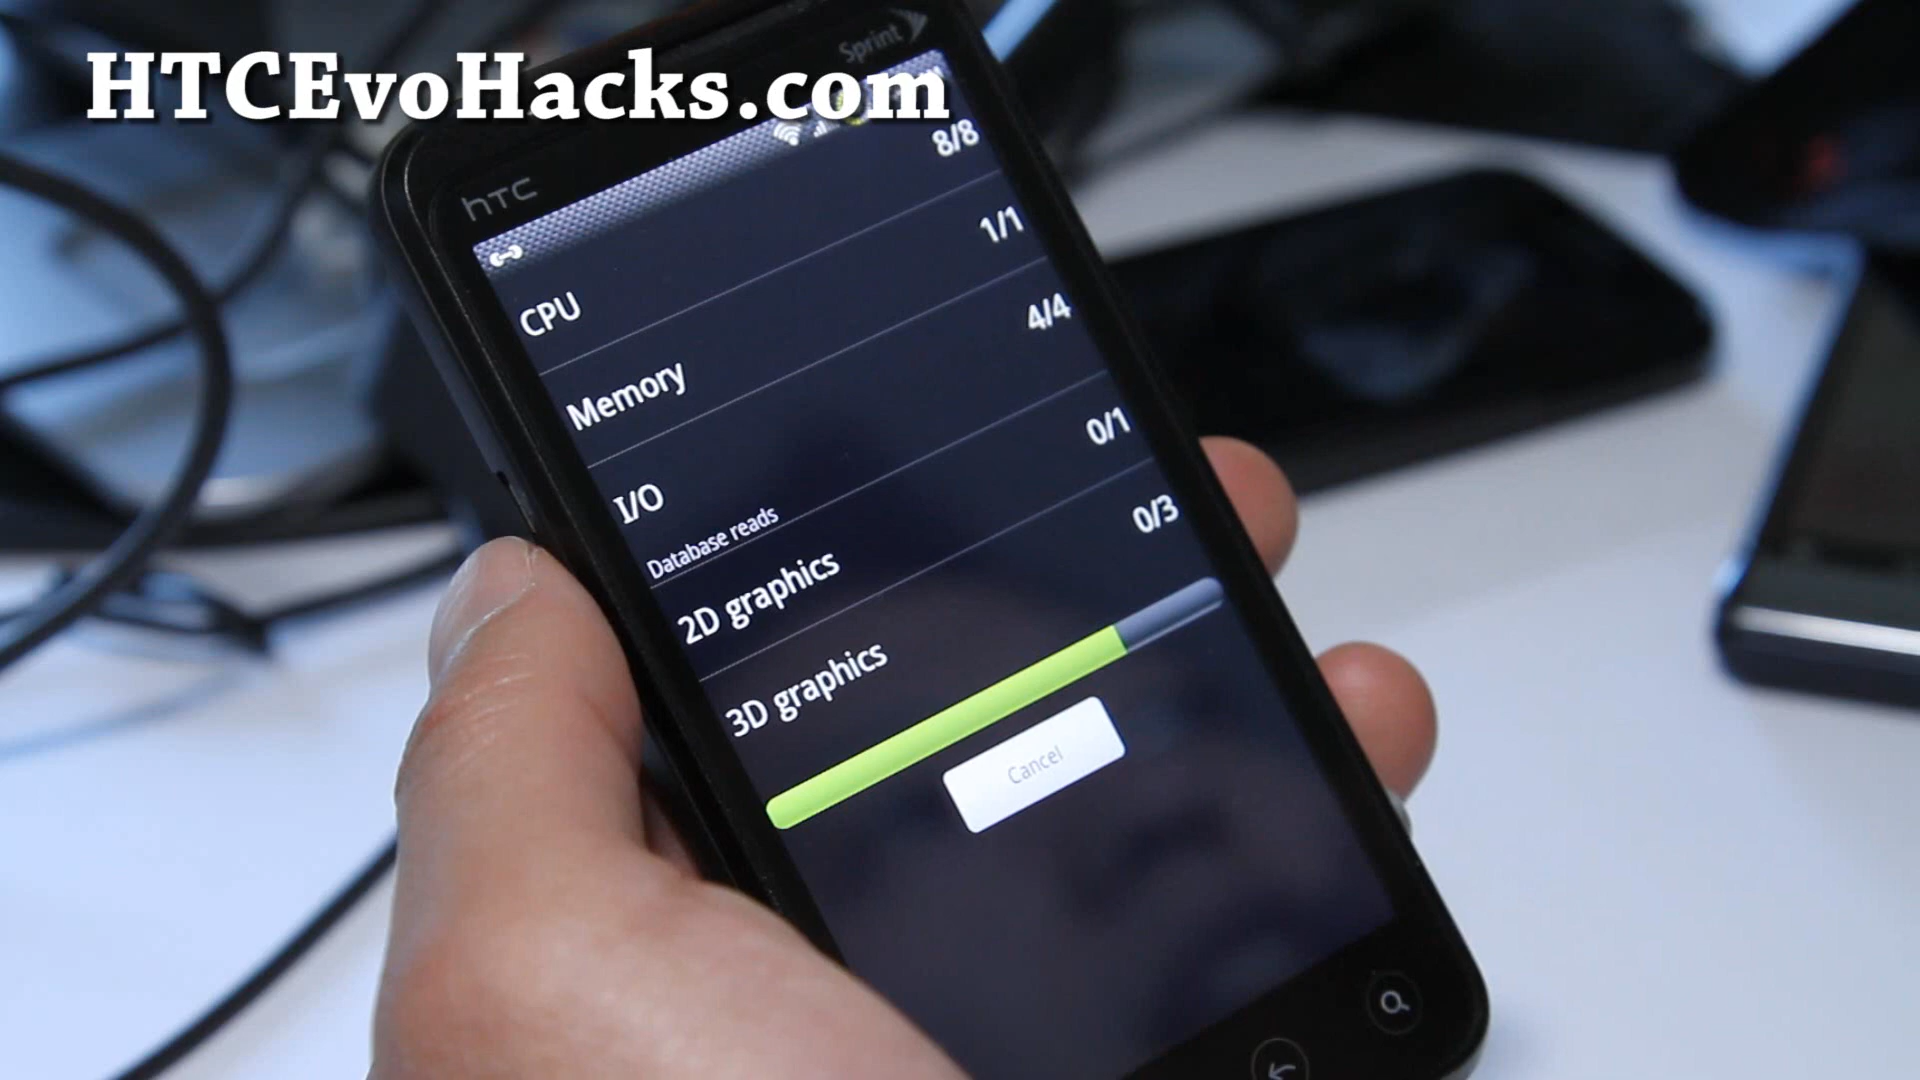 HTCEvoHacks.com
Sprint
hTC
CPU 8/8
Memory 1/1
I/O 4/4
Database reads
2D graphics 0/1
3D graphics 0/3
Cancel